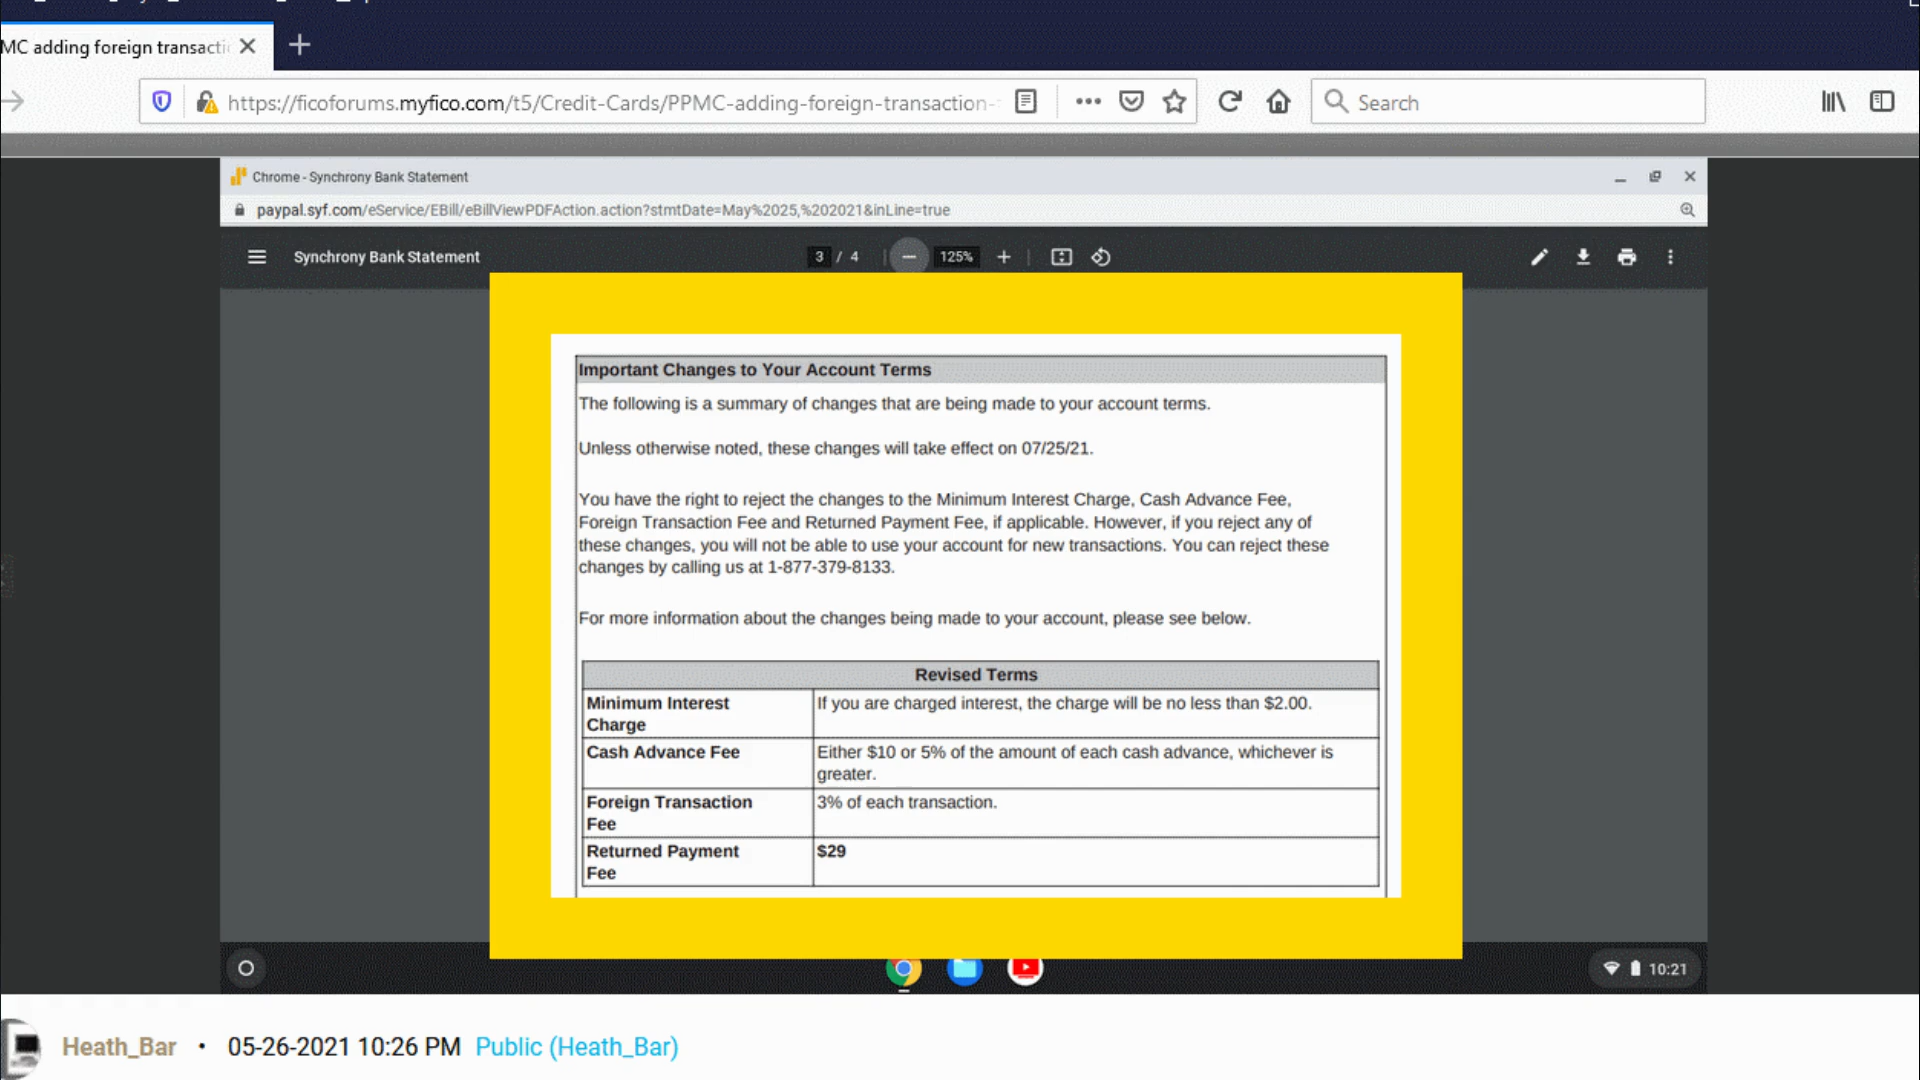 MC adding foreign transacti
https://ficoforums.myfico.com/t5/Credit-Cards/PPMC-adding-foreign-transaction-
Search
Chrome - Synchrony Bank Statement
paypal.syf.com/eService/EBill/eBillViewPDFAction.action?stmtDate=May%2025,%202021&inLine=true
Synchrony Bank Statement
3 / 4
125%
Important Changes to Your Account Terms
The following is a summary of changes that are being made to your account terms.
Unless otherwise noted, these changes will take effect on 07/25/21.
You have the right to reject the changes to the Minimum Interest Charge, Cash Advance Fee,
Foreign Transaction Fee and Returned Payment Fee, if applicable. However, if you reject any of
these changes, you will not be able to use your account for new transactions. You can reject these
changes by calling us at 1-877-379-8133.
For more information about the changes being made to your account, please see below.
Revised Terms
Minimum Interest
Charge
If you are charged interest, the charge will be no less than $2.00.
Cash Advance Fee
Either $10 or 5% of the amount of each cash advance, whichever is
greater.
Foreign Transaction
Fee
3% of each transaction.
Returned Payment
Fee
$29
10:21
Heath_Bar • 05-26-2021 10:26 PM Public (Heath_Bar)